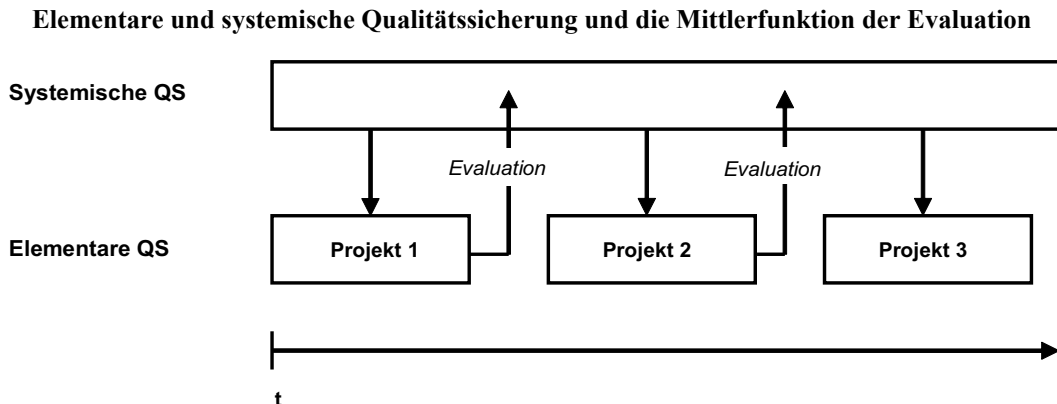 Elementare und systemische Qualitätssicherung und die Mittlerfunktion der Evaluation
Systemische QS
Evaluation
Evaluation
Elementare QS
Projekt 1
Projekt 2
Projekt 3
t